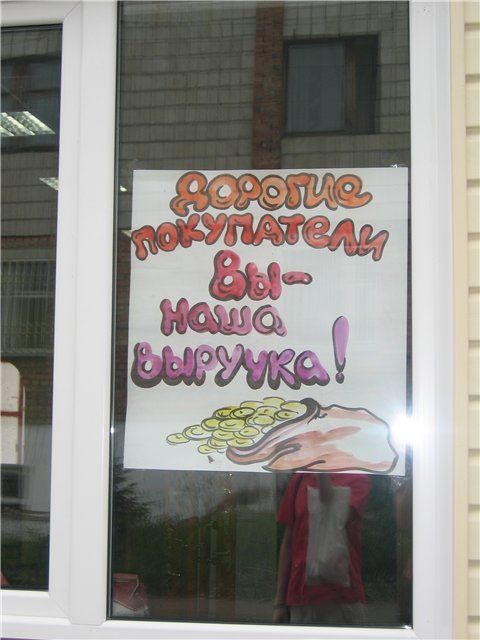 ДОРОГИЕ
ПОКУПАТЕЛИ
ВЫ-
наша
выручка!